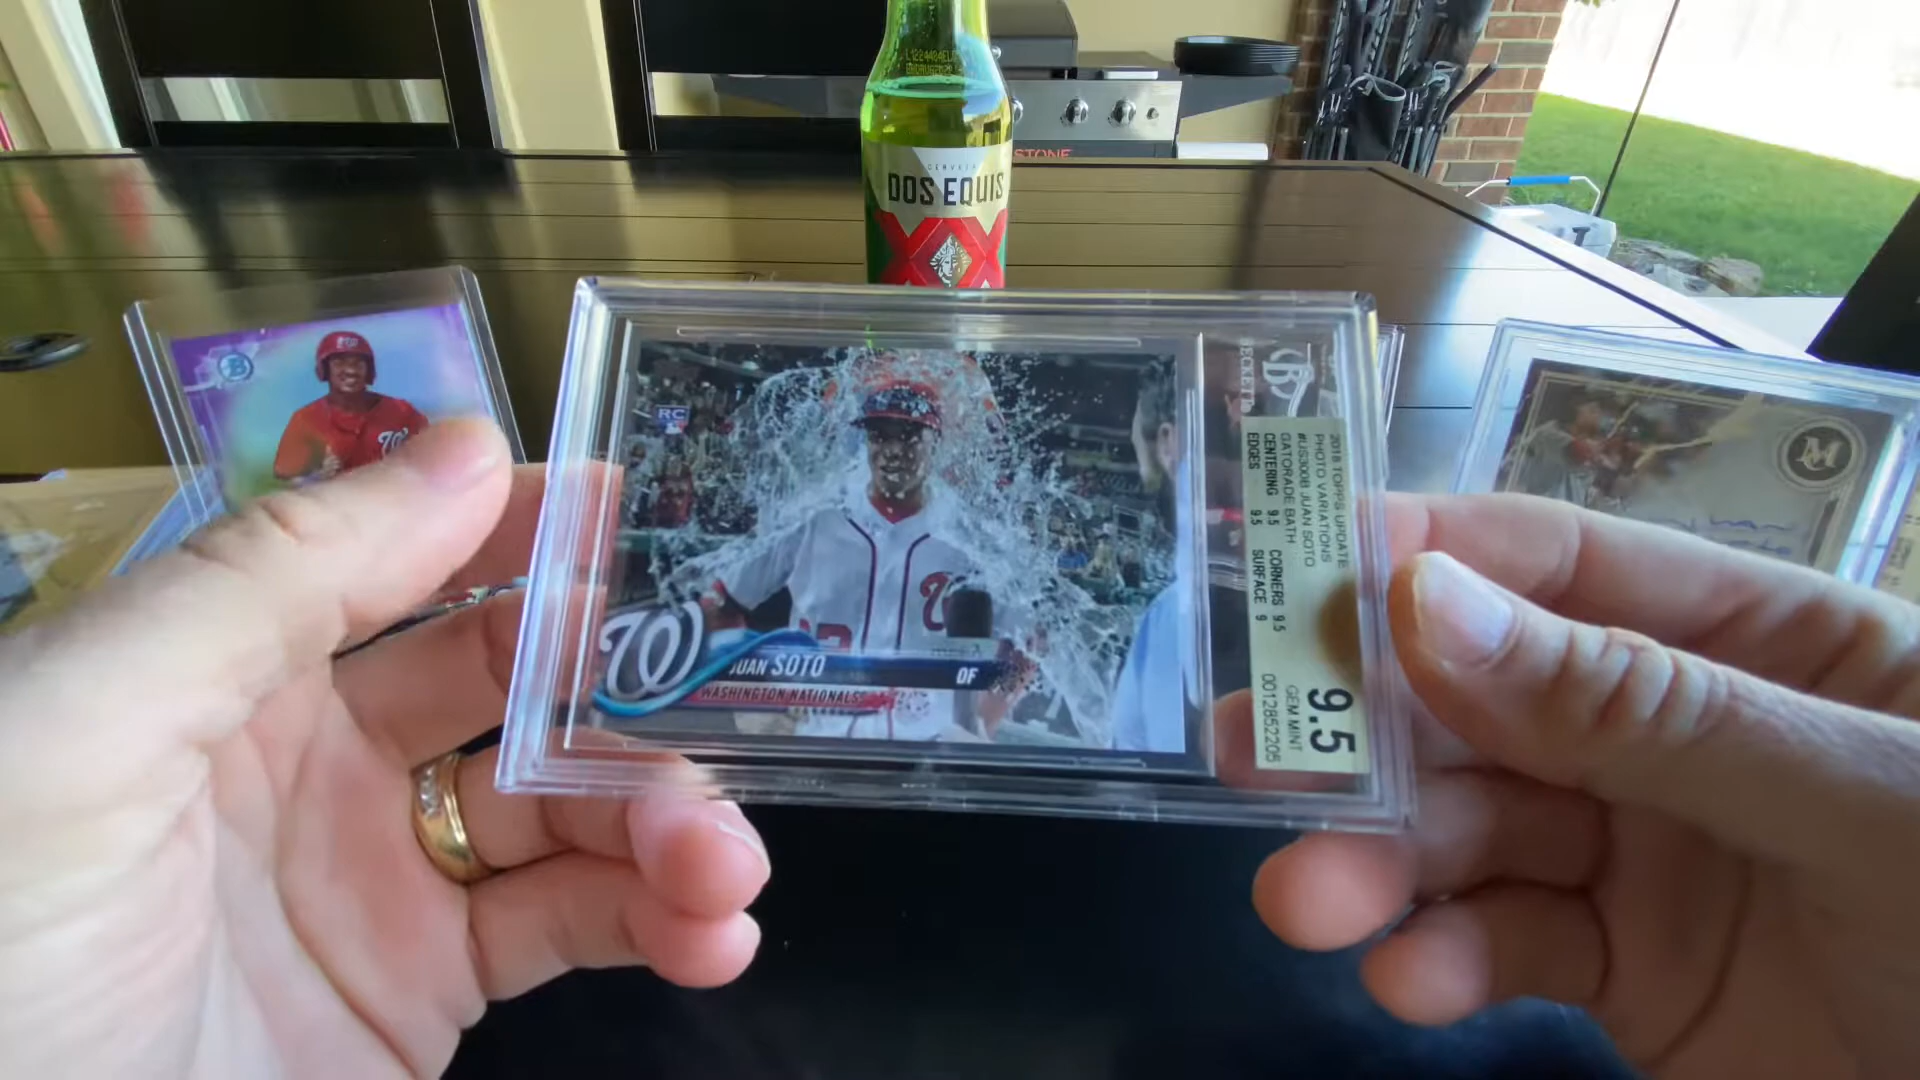 CERVEZA
DOS EQUIS
XX
STONE
B
RC
W
JUAN SOTO
OF
WASHINGTON NATIONALS
BECKETT
B
2018 TOPPS UPDATE
PHOTO VARIATIONS
#US300B JUAN SOTO
GATORADE BATH
CENTERING 9.5 CORNERS 9.5
EDGES 9.5 SURFACE 9
9.5
GEM MINT
0012852205
M